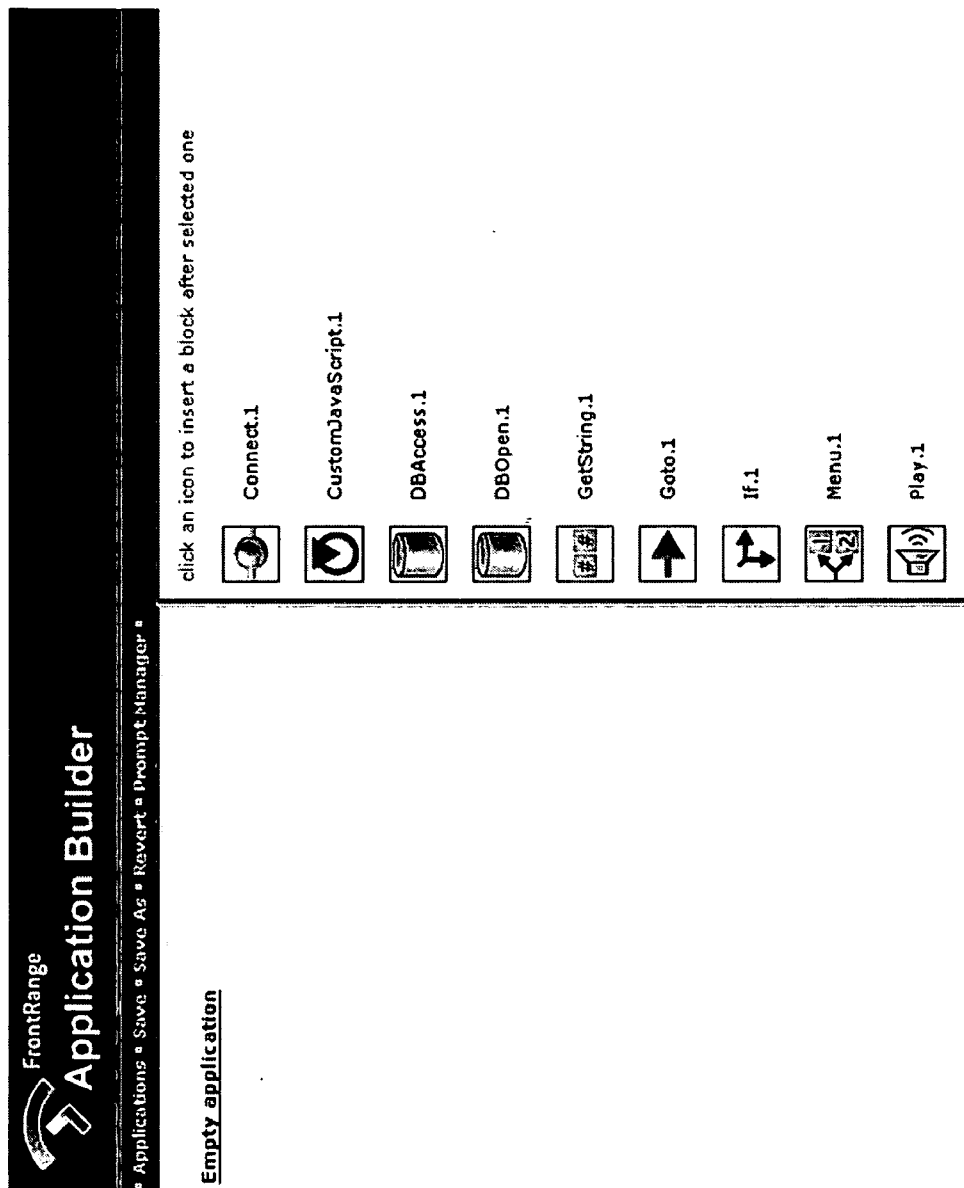 FrontRange
Application Builder
▪ Applications ▪ Save ▪ Save As ▪ Revert ▪ Prompt Manager ▪
Empty application
click an icon to insert a block after selected one
Connect.1
CustomJavaScript.1
DBAccess.1
DBOpen.1
# #
GetString.1
Goto.1
If.1
1
2
Menu.1
Play.1